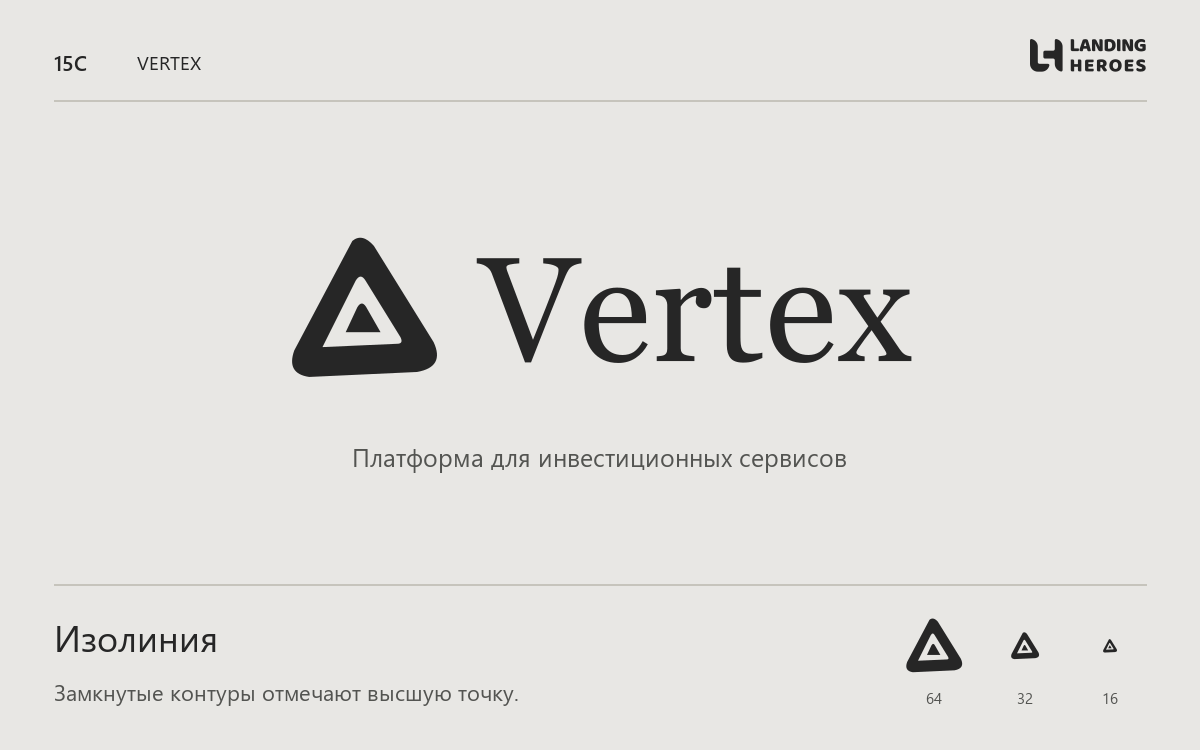 15C VERTEX
LANDING
HEROES
Vertex
Платформа для инвестиционных сервисов
Изолиния
Замкнутые контуры отмечают высшую точку.
64 32 16